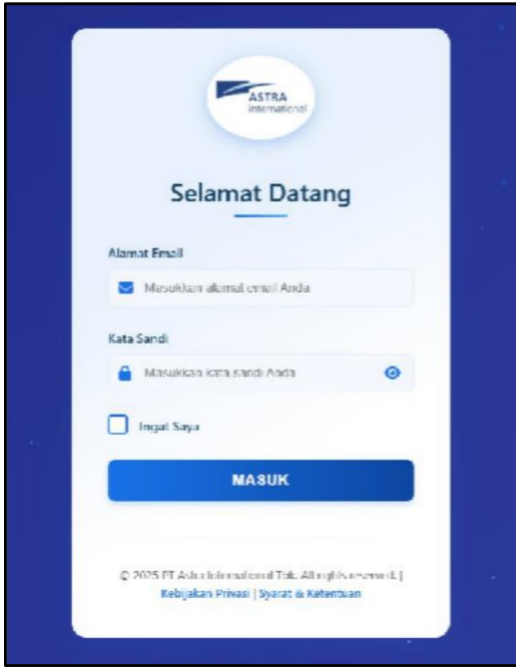 ASTRA
international
Selamat Datang
Alamat Email
Masukkan alamat email Anda
Kata Sandi
Masukkan kata sandi Anda
Ingat Saya
MASUK
© 2025 PT Astra International Tbk. All rights reserved. |
Kebijakan Privasi | Syarat & Ketentuan